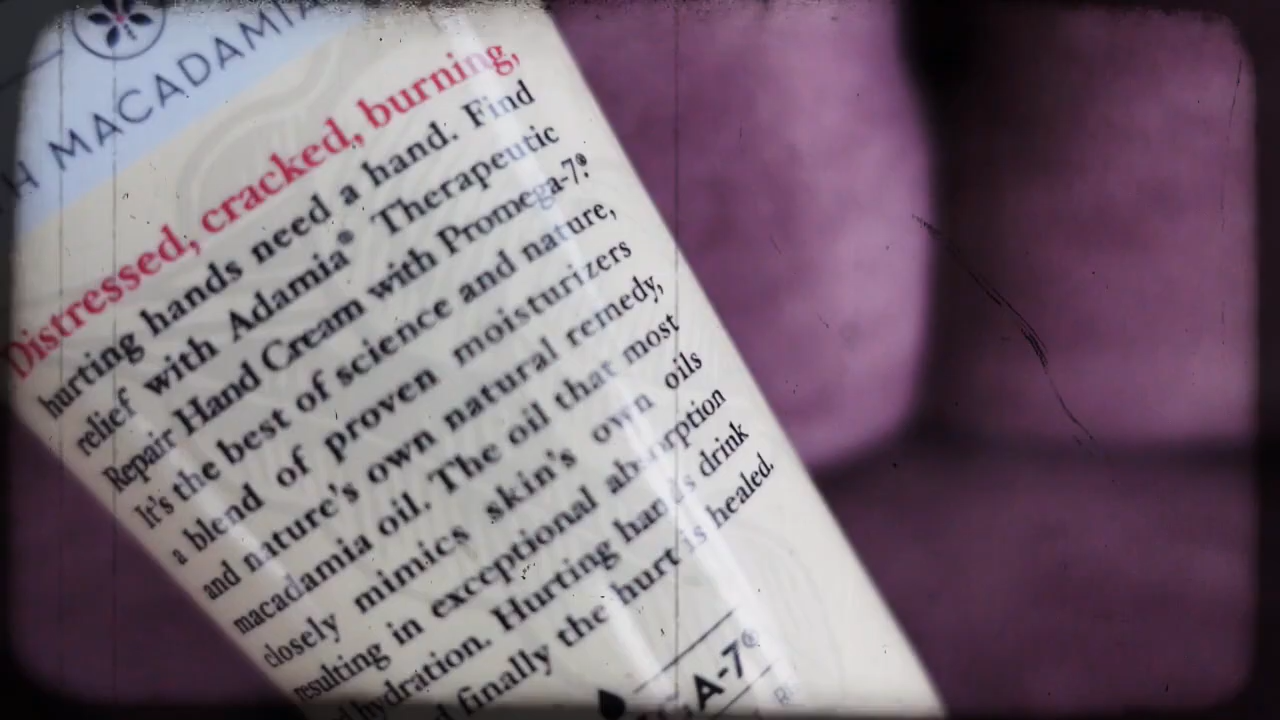 H MACADAMIA
Distressed, cracked, burning,
hurting hands need a hand. Find
relief with Adamia® Therapeutic
Repair Hand Cream with Promega-7®.
It's the best of science and nature,
a blend of proven moisturizers
and nature's own natural remedy,
macadamia oil. The oil that most
closely mimics skin's own oils
resulting in exceptional absorption
hydration. Hurting hands drink
finally the hurt is healed.
GA-7®